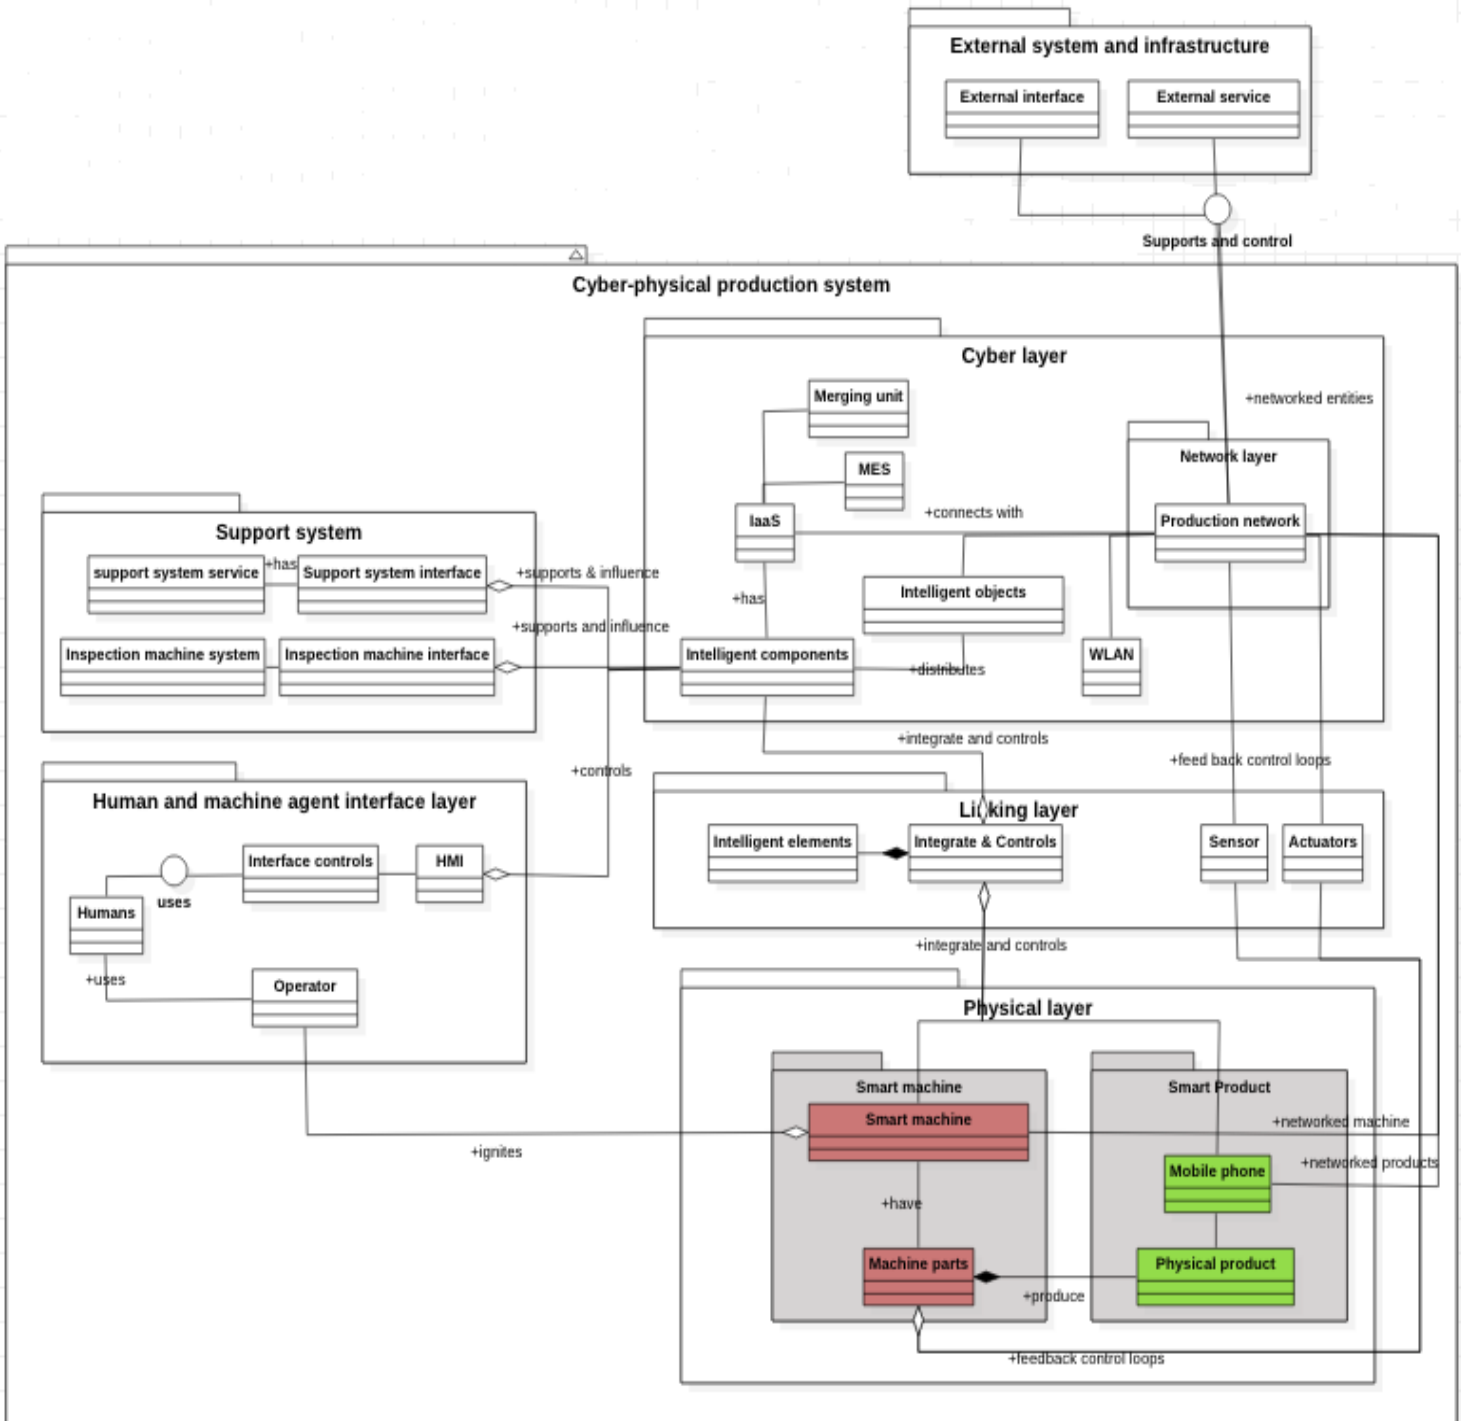 External system and infrastructure
External interface
External service
Supports and control
Cyber-physical production system
Cyber layer
Merging unit
+networked entities
MES
Network layer
IaaS
+connects with
Production network
Support system
support system service
+has
Support system interface
+supports & influence
Intelligent objects
+has
+supports and influence
Inspection machine system
Inspection machine interface
Intelligent components
+distributes
WLAN
+integrate and controls
+feed back control loops
+controls
Human and machine agent interface layer
Linking layer
Intelligent elements
Integrate & Controls
Sensor
Actuators
Interface controls
HMI
uses
Humans
+integrate and controls
+uses
Operator
Physical layer
Smart machine
Smart Product
Smart machine
+networked machine
+ignites
+networked products
Mobile phone
+have
Machine parts
Physical product
+produce
+feedback control loops